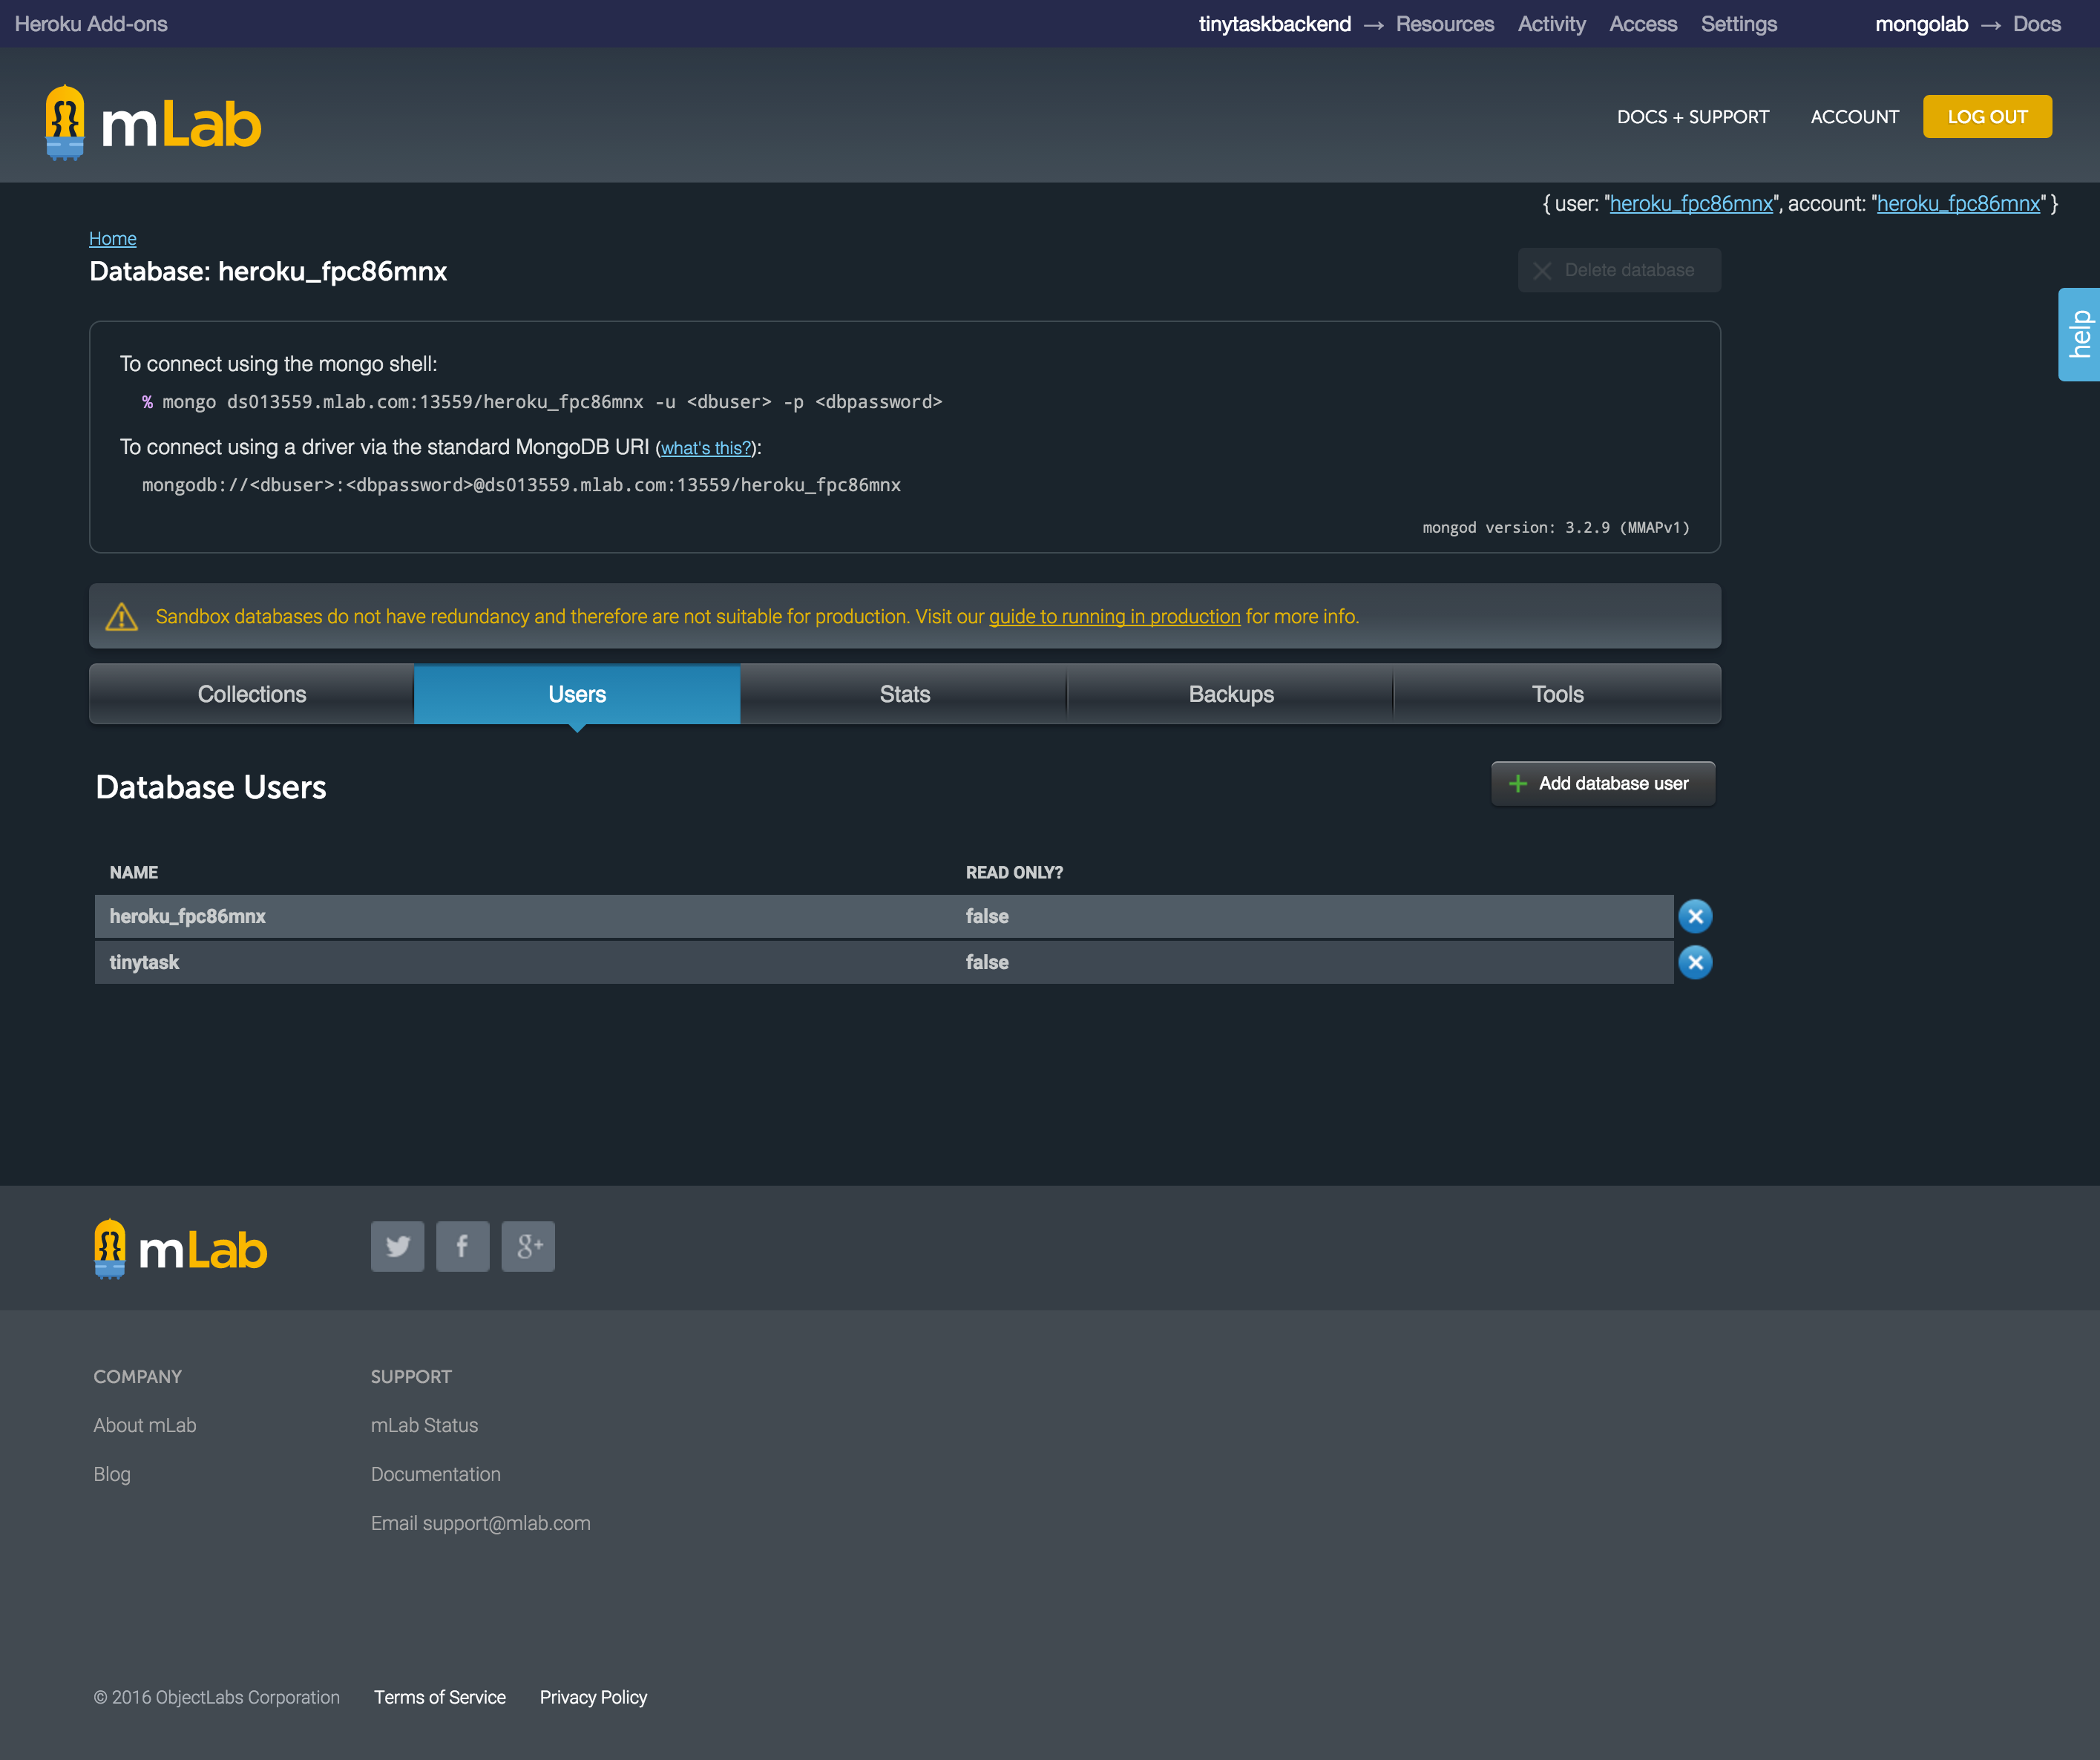 Heroku Add-ons
tinytaskbackend → Resources Activity Access Settings mongolab → Docs
mLab
DOCS + SUPPORT ACCOUNT LOG OUT
{ user: "heroku_fpc86mnx", account: "heroku_fpc86mnx" }
Home
Database: heroku_fpc86mnx
Delete database
help
To connect using the mongo shell:
% mongo ds013559.mlab.com:13559/heroku_fpc86mnx -u <dbuser> -p <dbpassword>
To connect using a driver via the standard MongoDB URI (what's this?):
mongodb://<dbuser>:<dbpassword>@ds013559.mlab.com:13559/heroku_fpc86mnx
mongod version: 3.2.9 (MMAPv1)
Sandbox databases do not have redundancy and therefore are not suitable for production. Visit our guide to running in production for more info.
Collections Users Stats Backups Tools
Database Users
Add database user
NAME READ ONLY?
heroku_fpc86mnx false
tinytask false
mLab
f g+
COMPANY SUPPORT
About mLab mLab Status
Blog Documentation
Email support@mlab.com
© 2016 ObjectLabs Corporation Terms of Service Privacy Policy